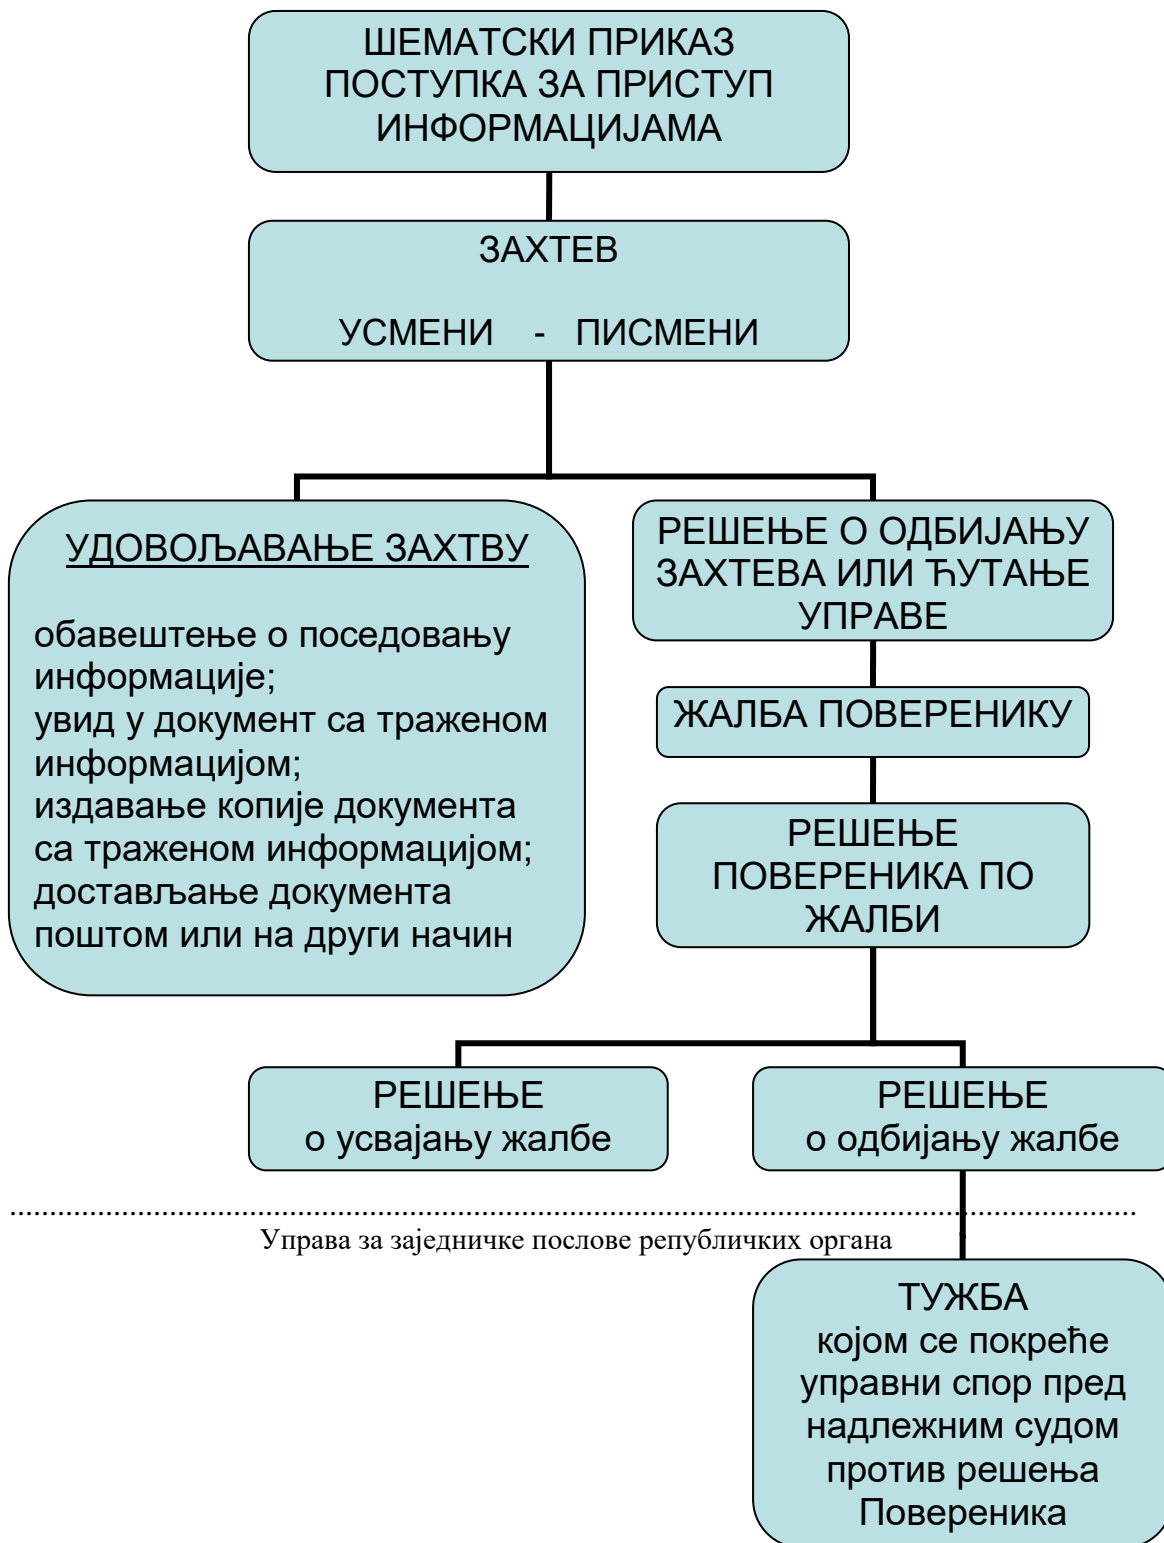 ШЕМАТСКИ ПРИКАЗ
ПОСТУПКА ЗА ПРИСТУП
ИНФОРМАЦИЈАМА
ЗАХТЕВ
УСМЕНИ - ПИСМЕНИ
УДОВОЉАВАЊЕ ЗАХТВУ
обавештење о поседовању
информације;
увид у документ са траженом
информацијом;
издавање копије документа
са траженом информацијом;
достављање документа
поштом или на други начин
РЕШЕЊЕ О ОДБИЈАЊУ
ЗАХТЕВА ИЛИ ЋУТАЊЕ
УПРАВЕ
ЖАЛБА ПОВЕРЕНИКУ
РЕШЕЊЕ
ПОВЕРЕНИКА ПО
ЖАЛБИ
РЕШЕЊЕ
о усвајању жалбе
РЕШЕЊЕ
о одбијању жалбе
Управа за заједничке послове републичких органа
ТУЖБА
којом се покреће
управни спор пред
надлежним судом
против решења
Повереника